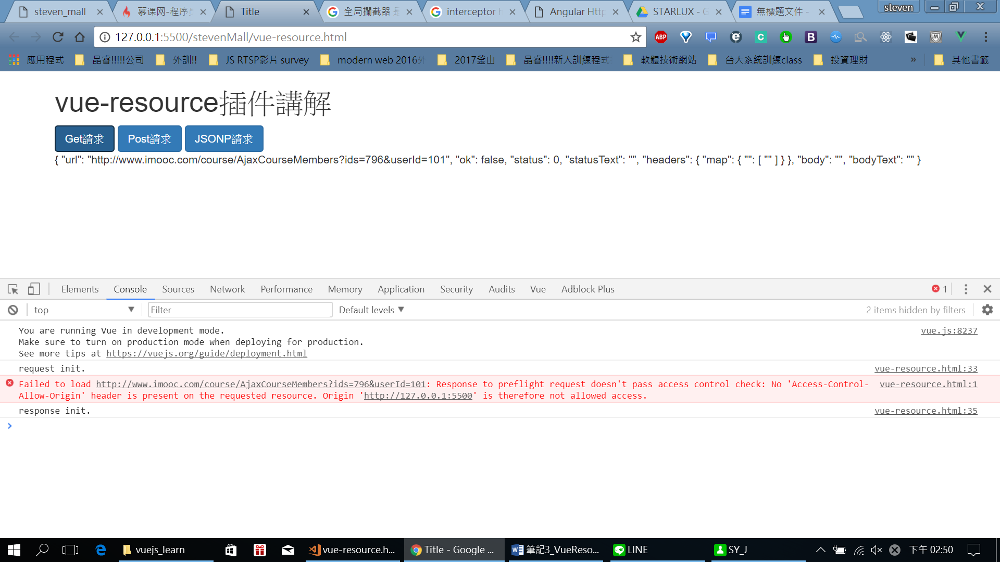 steven_mall
慕课网-程序员
Title
全局攔截器 是
interceptor h
Angular Http
STARLUX - G
無標題文件 -
steven
127.0.0.1:5500/stevenMall/vue-resource.html
ABP
應用程式
晶睿!!!!!公司
外訓!!
JS RTSP影片 survey
modern web 2016外
2017釜山
晶睿!!!!新人訓練程式
軟體技術網站
台大系統訓練class
投資理財
»
其他書籤
vue-resource插件講解
Get請求 Post請求 JSONP請求
{ "url": "http://www.imooc.com/course/AjaxCourseMembers?ids=796&userId=101", "ok": false, "status": 0, "statusText": "", "headers": { "map": { "": [ "" ] } }, "body": "", "bodyText": "" }
Elements Console Sources Network Performance Memory Application Security Audits Vue Adblock Plus 1
top Filter Default levels 2 items hidden by filters
You are running Vue in development mode. vue.js:8237
Make sure to turn on production mode when deploying for production.
See more tips at https://vuejs.org/guide/deployment.html
request init. vue-resource.html:33
Failed to load http://www.imooc.com/course/AjaxCourseMembers?ids=796&userId=101: Response to preflight request doesn't pass access control check: No 'Access-Control- vue-resource.html:1
Allow-Origin' header is present on the requested resource. Origin 'http://127.0.0.1:5500' is therefore not allowed access.
response init. vue-resource.html:35
vuejs_learn
vue-resource.h...
Title - Google ...
筆記3_VueReso...
LINE
SY_J
下午 02:50